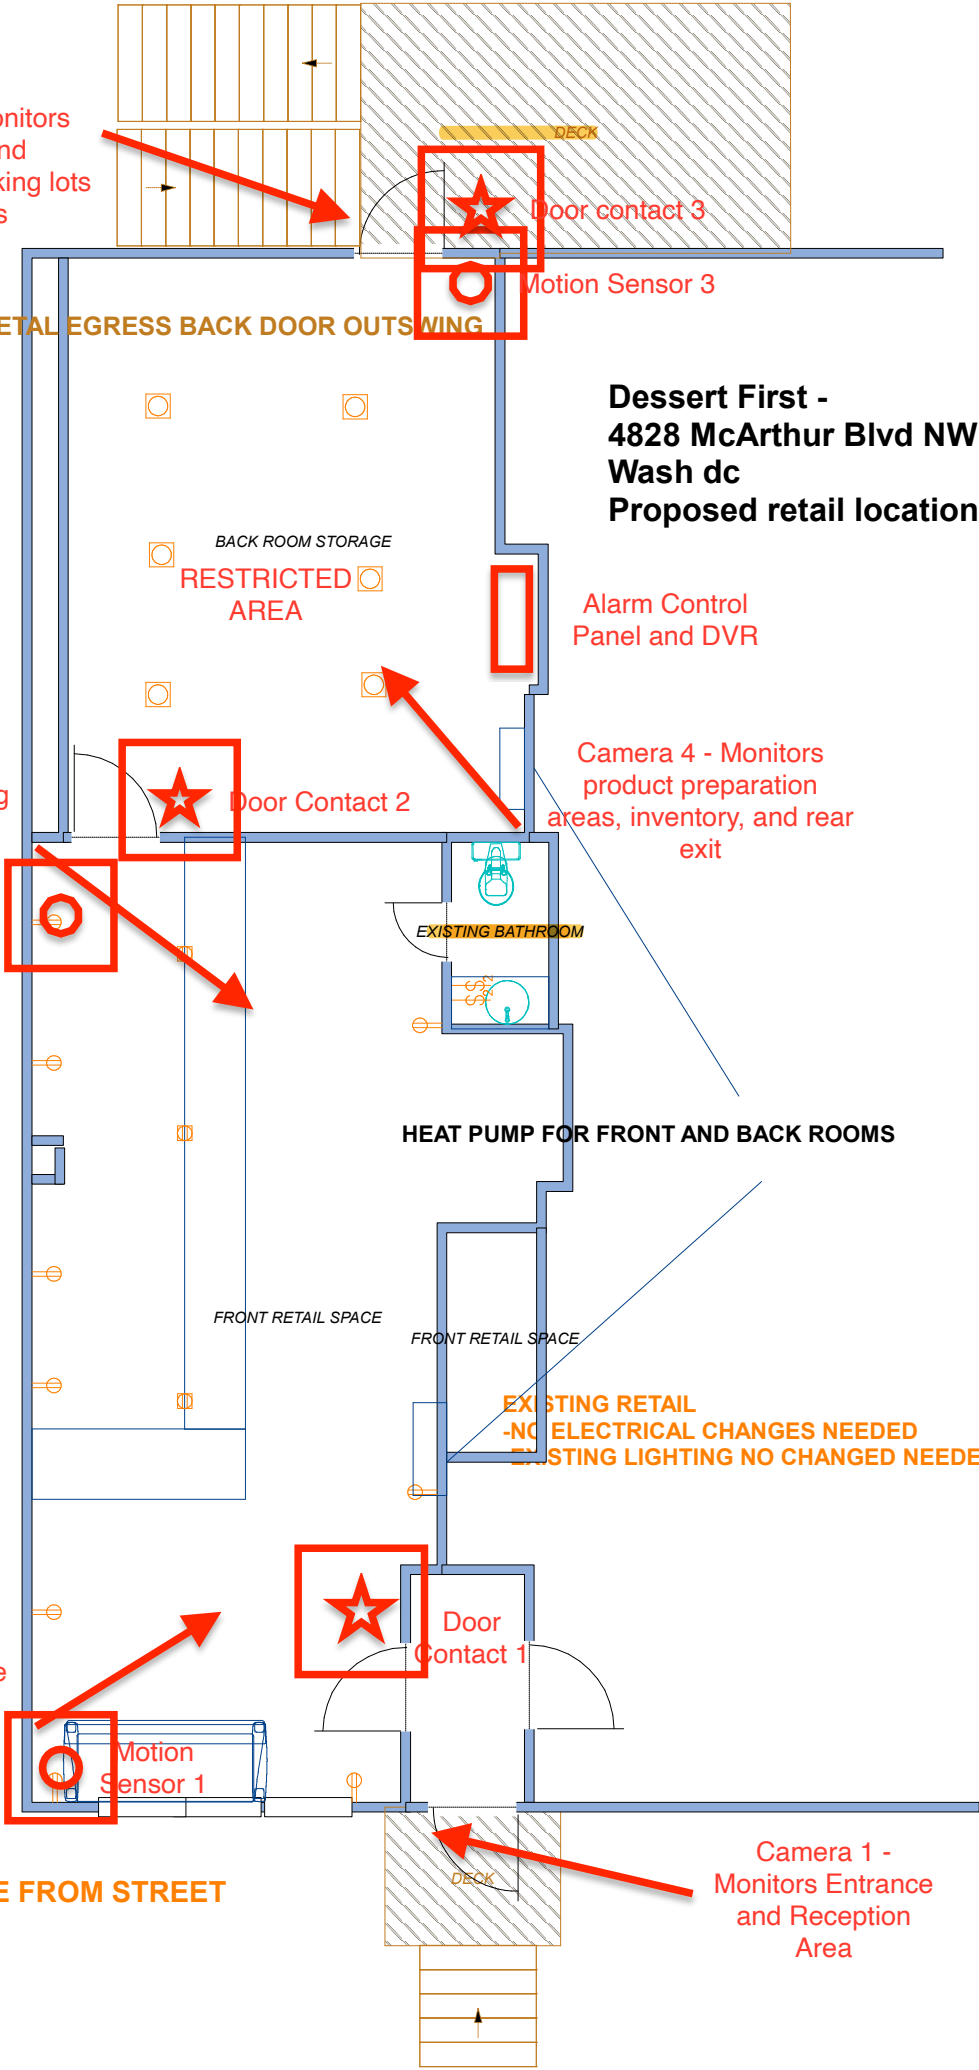 onitors
nd
king lots
s
DECK
Door contact 3
Motion Sensor 3
ETAL EGRESS BACK DOOR OUTSWING
Dessert First -
4828 McArthur Blvd NW
Wash dc
Proposed retail location
BACK ROOM STORAGE
RESTRICTED
AREA
Alarm Control
Panel and DVR
Camera 4 - Monitors
product preparation
areas, inventory, and rear
exit
g
Door Contact 2
EXISTING BATHROOM
S2
S2
HEAT PUMP FOR FRONT AND BACK ROOMS
FRONT RETAIL SPACE
FRONT RETAIL SPACE
EXISTING RETAIL
-NO ELECTRICAL CHANGES NEEDED
-EXISTING LIGHTING NO CHANGED NEEDE
Door
Contact 1
e
Motion
Sensor 1
E FROM STREET
DECK
Camera 1 -
Monitors Entrance
and Reception
Area